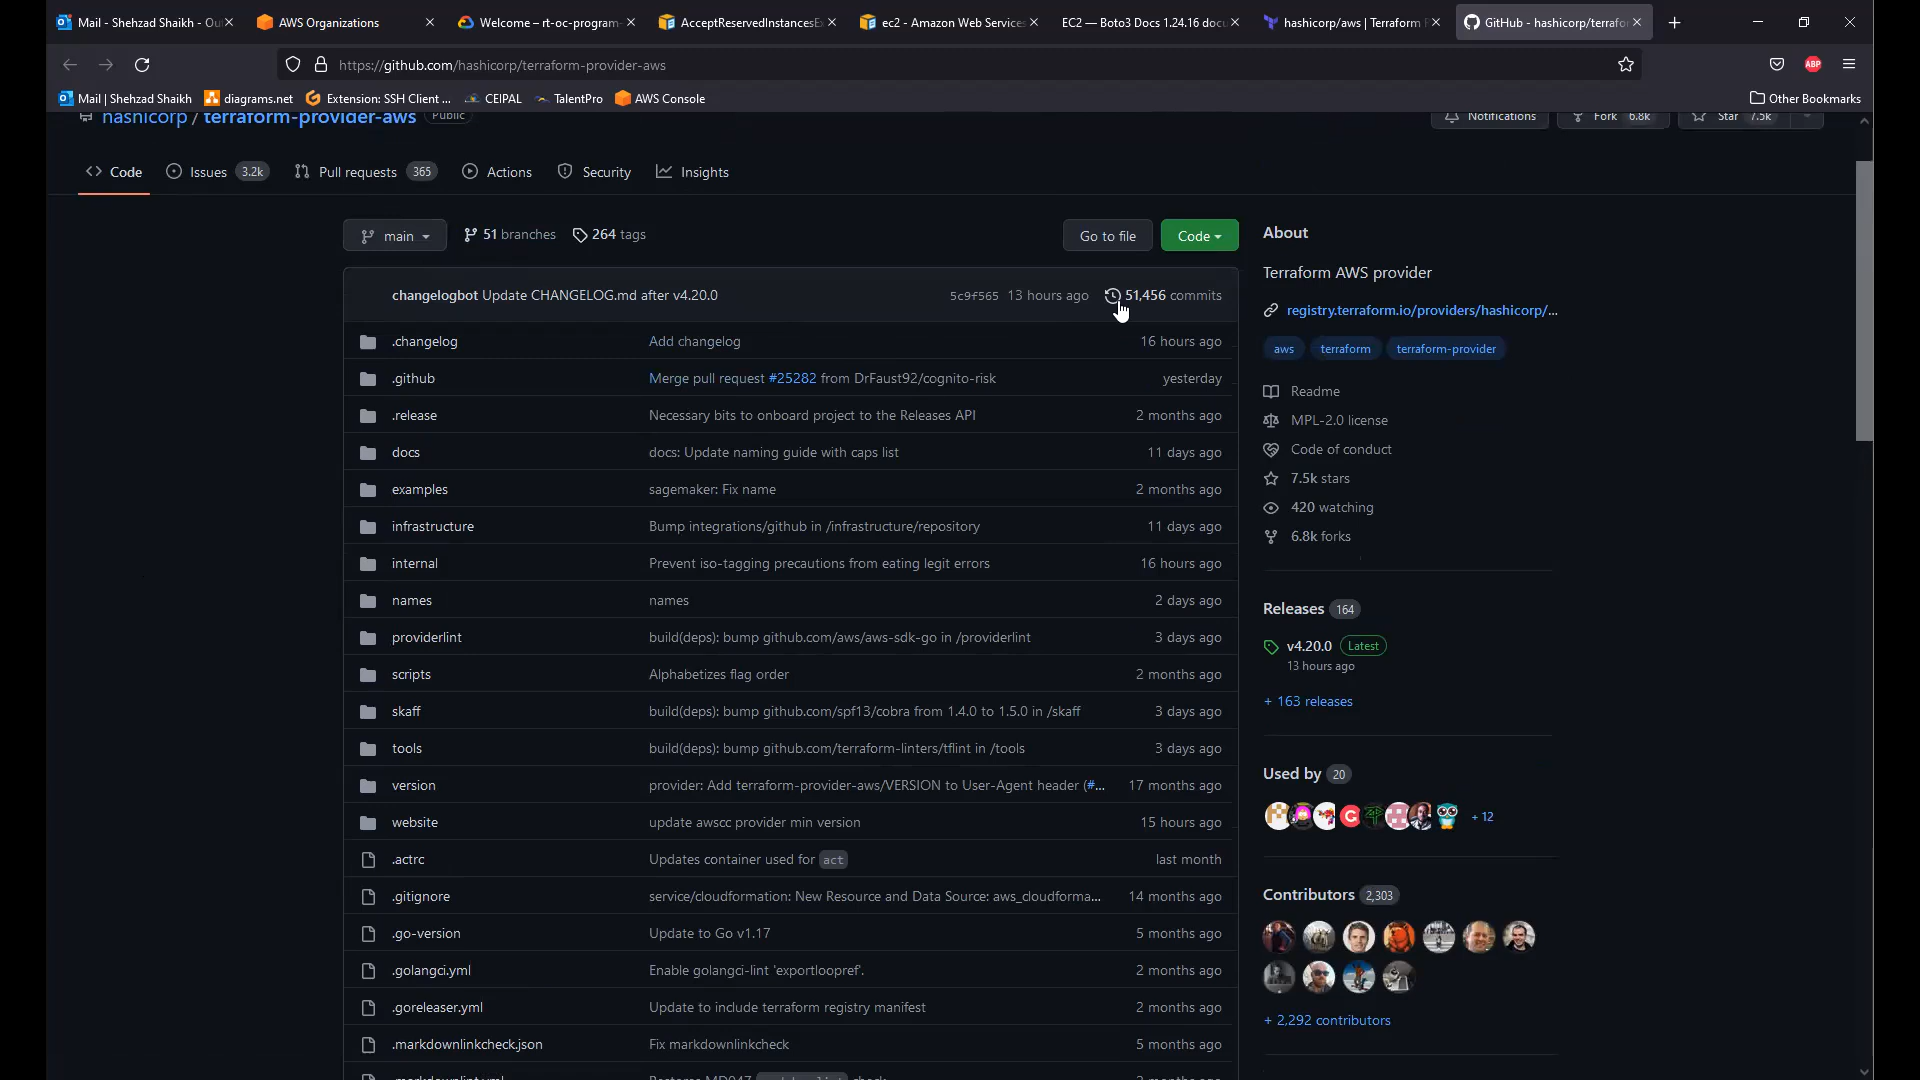 Mail - Shehzad Shaikh - Ou
AWS Organizations
Welcome – rt-oc-program-
AcceptReservedInstancesEx
ec2 - Amazon Web Services
EC2 — Boto3 Docs 1.24.16 docu
hashicorp/aws | Terraform
GitHub - hashicorp/terrafo
https://github.com/hashicorp/terraform-provider-aws
ABP
Mail | Shehzad Shaikh
diagrams.net
Extension: SSH Client ...
CEIPAL
TalentPro
AWS Console
Other Bookmarks
hashicorp / terraform-provider-aws Public
Notifications
Fork 6.8k
Star 7.5k
Code
Issues 3.2k
Pull requests 365
Actions
Security
Insights
main
51 branches
264 tags
Go to file
Code
changelogbot Update CHANGELOG.md after v4.20.0 5c9f565 13 hours ago 51,456 commits
.changelog Add changelog 16 hours ago
.github Merge pull request #25282 from DrFaust92/cognito-risk yesterday
.release Necessary bits to onboard project to the Releases API 2 months ago
docs docs: Update naming guide with caps list 11 days ago
examples sagemaker: Fix name 2 months ago
infrastructure Bump integrations/github in /infrastructure/repository 11 days ago
internal Prevent iso-tagging precautions from eating legit errors 16 hours ago
names names 2 days ago
providerlint build(deps): bump github.com/aws/aws-sdk-go in /providerlint 3 days ago
scripts Alphabetizes flag order 2 months ago
skaff build(deps): bump github.com/spf13/cobra from 1.4.0 to 1.5.0 in /skaff 3 days ago
tools build(deps): bump github.com/terraform-linters/tflint in /tools 3 days ago
version provider: Add terraform-provider-aws/VERSION to User-Agent header (#... 17 months ago
website update awscc provider min version 15 hours ago
.actrc Updates container used for act last month
.gitignore service/cloudformation: New Resource and Data Source: aws_cloudforma... 14 months ago
.go-version Update to Go v1.17 5 months ago
.golangci.yml Enable golangci-lint 'exportloopref'. 2 months ago
.goreleaser.yml Update to include terraform registry manifest 2 months ago
.markdownlinkcheck.json Fix markdownlinkcheck 5 months ago
About
Terraform AWS provider
registry.terraform.io/providers/hashicorp/...
aws terraform terraform-provider
Readme
MPL-2.0 license
Code of conduct
7.5k stars
420 watching
6.8k forks
Releases 164
v4.20.0 Latest
13 hours ago
+ 163 releases
Used by 20
+ 12
Contributors 2,303
+ 2,292 contributors